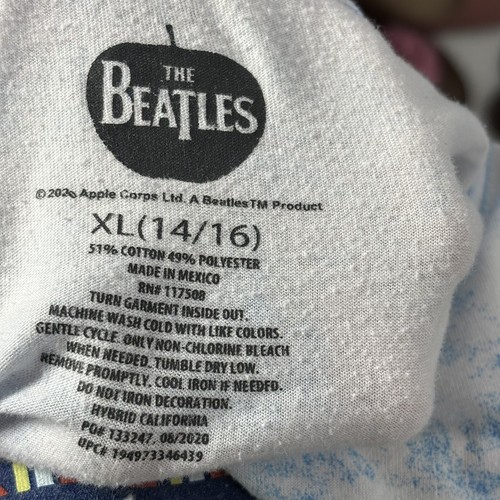 THE
BEATLES
© 2020 Apple Corps Ltd. A Beatles TM Product
XL(14/16)
51% COTTON 49% POLYESTER
MADE IN MEXICO
RN# 117508
TURN GARMENT INSIDE OUT.
MACHINE WASH COLD WITH LIKE COLORS.
GENTLE CYCLE. ONLY NON-CHLORINE BLEACH
WHEN NEEDED. TUMBLE DRY LOW.
REMOVE PROMPTLY. COOL IRON IF NEEDED.
DO NOT IRON DECORATION.
HYBRID CALIFORNIA
PO# 133247, 08/2020
UPC# 194973346439